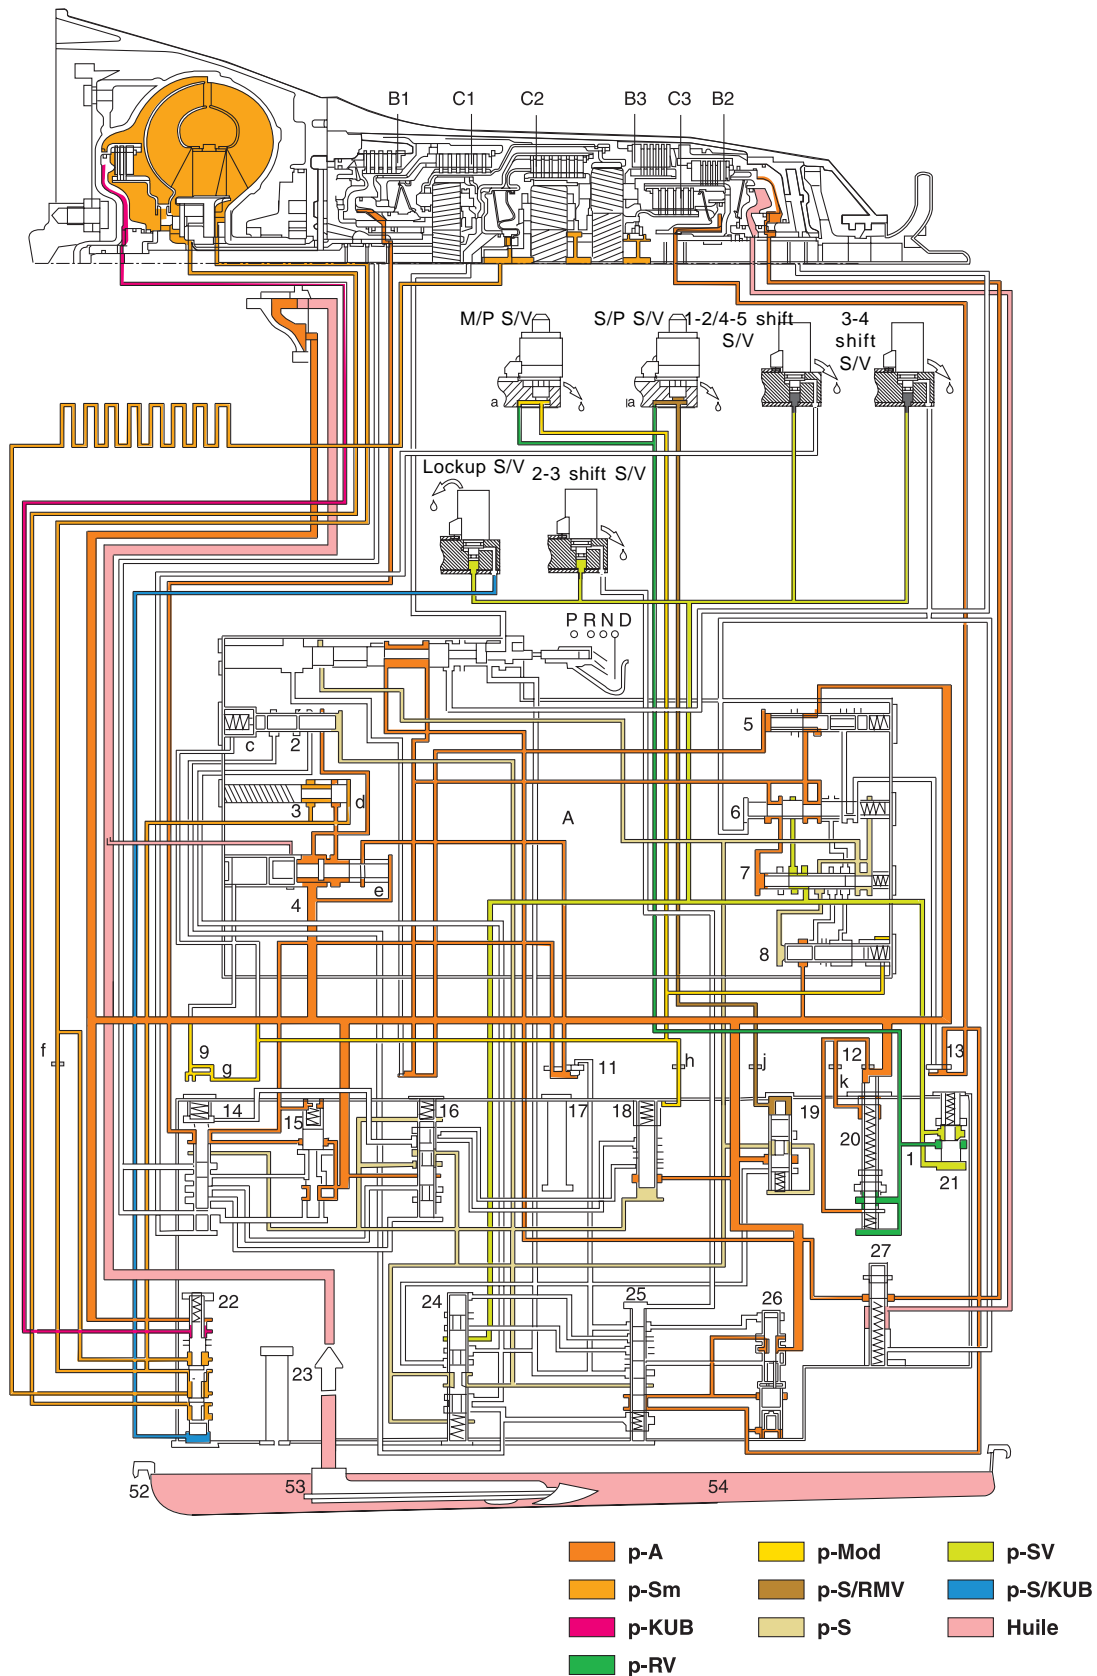 B1 C1 C2 B3 C3 B2
M/P S/V
S/P S/V
1-2/4-5 shift
S/V
3-4
shift
S/V
a
a
Lockup S/V
2-3 shift S/V
P R N D
c 2
5
3 d
6
A
7
4 e
8
f
9 g
11
h
j
12
k
13
14
15
16
17
18
19
20
1
21
22
23
24
25
26
27
52
53
54
p-A
p-Mod
p-SV
p-Sm
p-S/RMV
p-S/KUB
p-KUB
p-S
Huile
p-RV